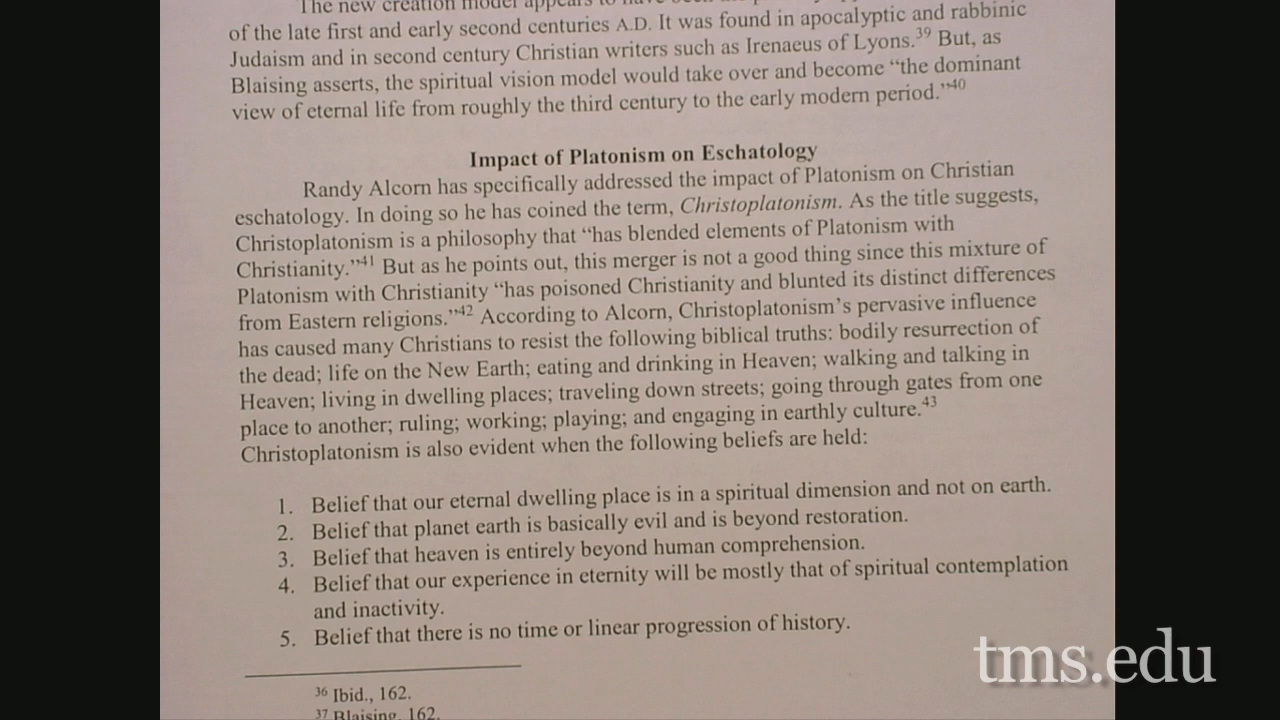 The new creation model appears to have been
of the late first and early second centuries A.D. It was found in apocalyptic and rabbinic
Judaism and in second century Christian writers such as Irenaeus of Lyons.39 But, as
Blaising asserts, the spiritual vision model would take over and become “the dominant
view of eternal life from roughly the third century to the early modern period.”40
Impact of Platonism on Eschatology
Randy Alcorn has specifically addressed the impact of Platonism on Christian
eschatology. In doing so he has coined the term, Christoplatonism. As the title suggests,
Christoplatonism is a philosophy that “has blended elements of Platonism with
Christianity.”41 But as he points out, this merger is not a good thing since this mixture of
Platonism with Christianity “has poisoned Christianity and blunted its distinct differences
from Eastern religions.”42 According to Alcorn, Christoplatonism’s pervasive influence
has caused many Christians to resist the following biblical truths: bodily resurrection of
the dead; life on the New Earth; eating and drinking in Heaven; walking and talking in
Heaven; living in dwelling places; traveling down streets; going through gates from one
place to another; ruling; working; playing; and engaging in earthly culture.43
Christoplatonism is also evident when the following beliefs are held:
1. Belief that our eternal dwelling place is in a spiritual dimension and not on earth.
2. Belief that planet earth is basically evil and is beyond restoration.
3. Belief that heaven is entirely beyond human comprehension.
4. Belief that our experience in eternity will be mostly that of spiritual contemplation
and inactivity.
5. Belief that there is no time or linear progression of history.
36 Ibid., 162.
37 Blaising, 162.
tms.edu